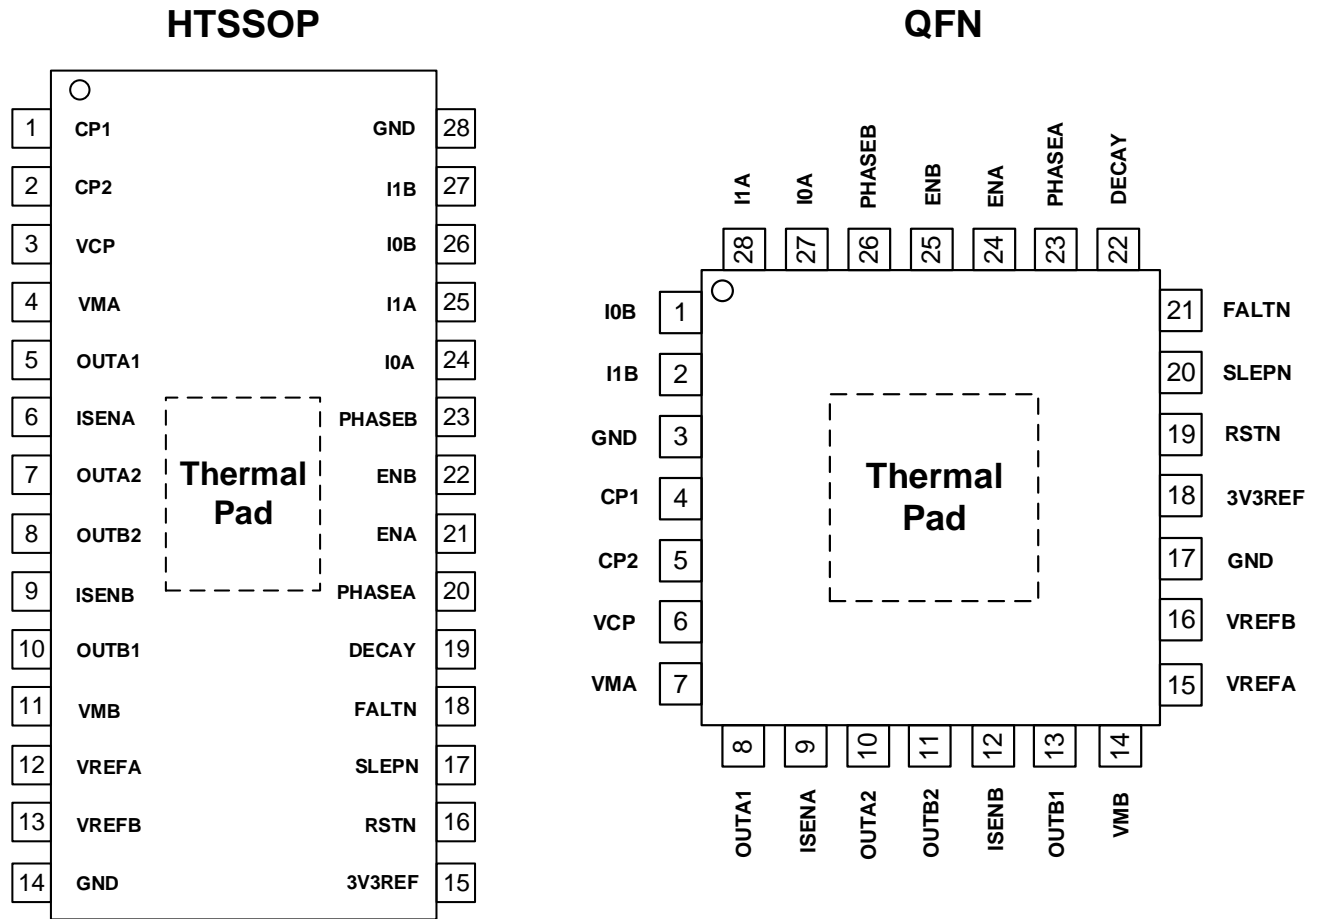 HTSSOP
1 CP1 GND 28
2 CP2 I1B 27
3 VCP I0B 26
4 VMA I1A 25
5 OUTA1 I0A 24
6 ISENA PHASEB 23
7 OUTA2 ENB 22
8 OUTB2 ENA 21
9 ISENB PHASEA 20
10 OUTB1 DECAY 19
11 VMB FALTN 18
12 VREFA SLEPN 17
13 VREFB RSTN 16
14 GND 3V3REF 15
Thermal
Pad
QFN
I1A I0A PHASEB ENB ENA PHASEA DECAY
28 27 26 25 24 23 22
I0B 1 21 FALTN
I1B 2 20 SLEPN
GND 3 19 RSTN
CP1 4 18 3V3REF
CP2 5 17 GND
VCP 6 16 VREFB
VMA 7 15 VREFA
Thermal
Pad
8 9 10 11 12 13 14
OUTA1 ISENA OUTA2 OUTB2 ISENB OUTB1 VMB